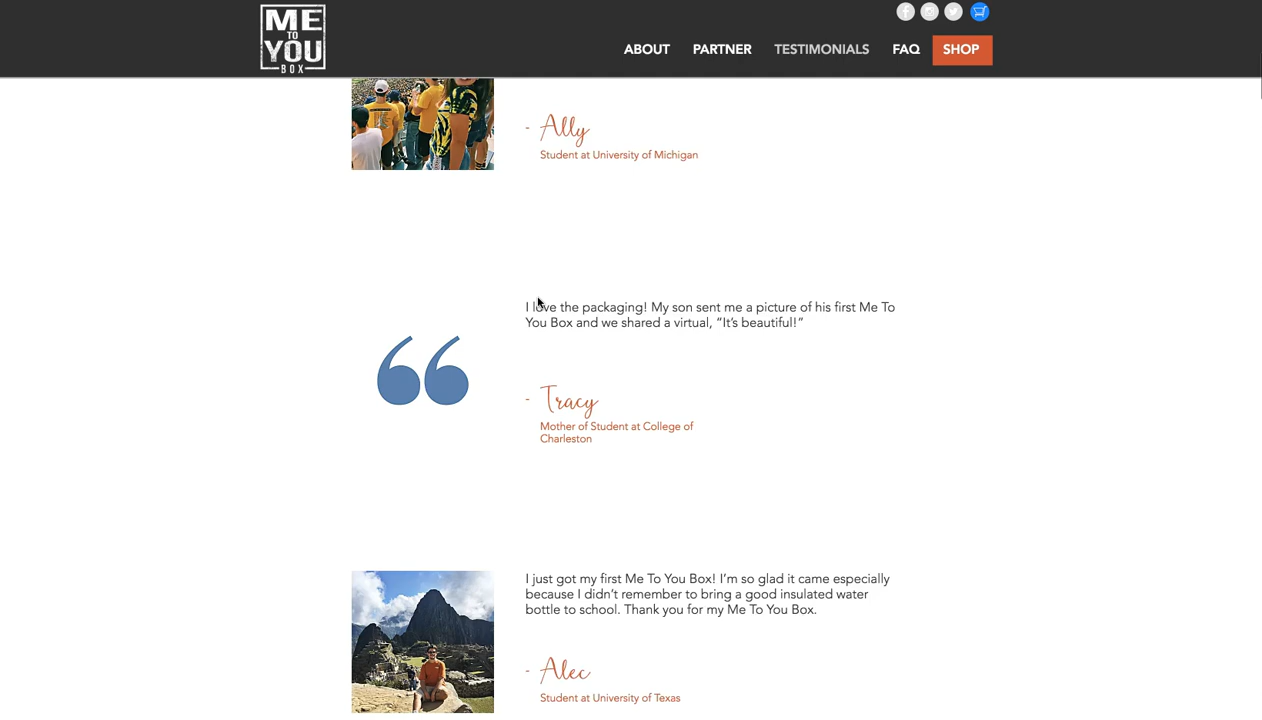 ME
TO
YOU
BOX
ABOUT PARTNER TESTIMONIALS FAQ SHOP
- Ally
Student at University of Michigan
I love the packaging! My son sent me a picture of his first Me To
You Box and we shared a virtual, “It’s beautiful!”
“
- Tracy
Mother of Student at College of
Charleston
I just got my first Me To You Box! I’m so glad it came especially
because I didn’t remember to bring a good insulated water
bottle to school. Thank you for my Me To You Box.
- Alec
Student at University of Texas